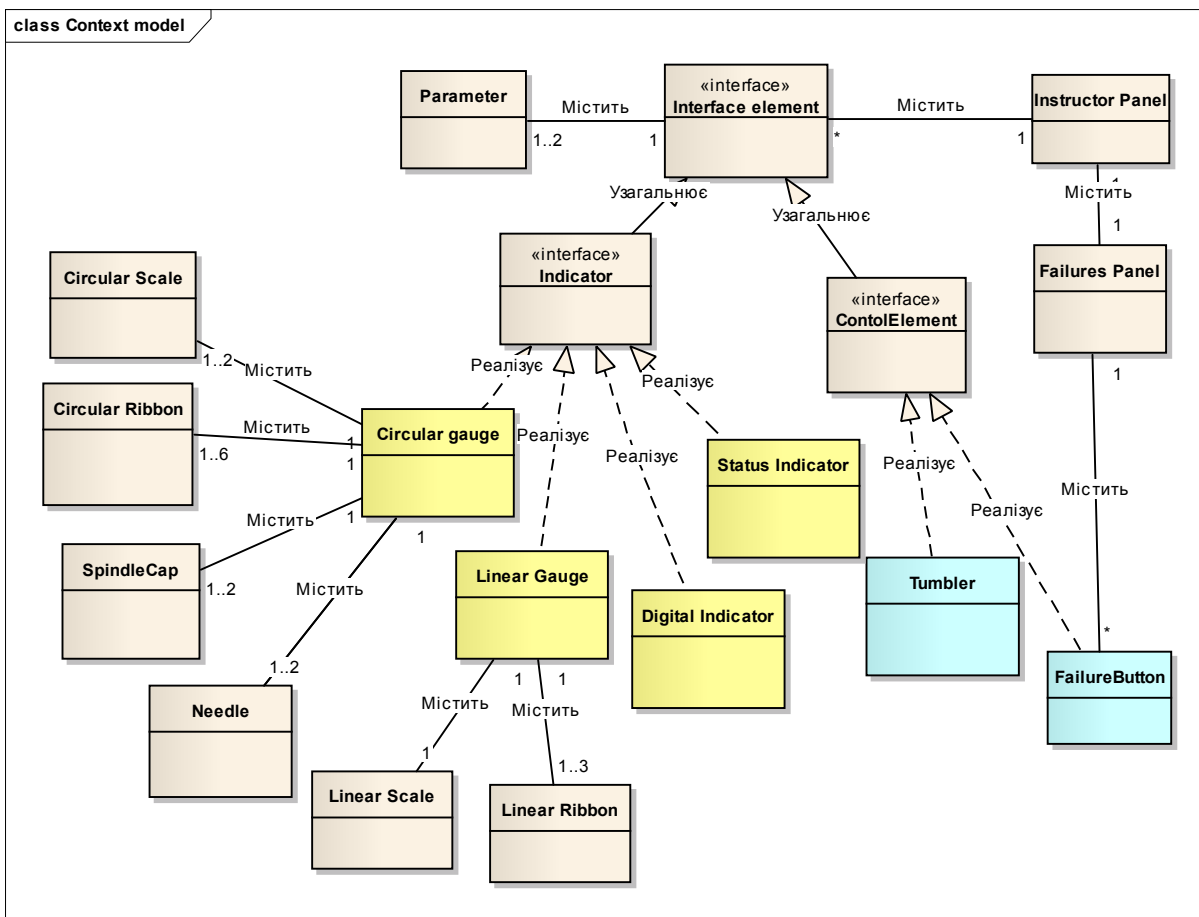 class Context model
«interface»
Interface element
Parameter
Містить
1..2
1
Містить
*
1
Instructor Panel
1
Містить
1
Failures Panel
1
Узагальнює
Узагальнює
«interface»
Indicator
«interface»
ContolElement
Circular Scale
1..2
Містить
Circular Ribbon
1..6
Містить
1
1
Circular gauge
Реалізує
Реалізує
Реалізує
Реалізує
Status Indicator
Реалізує
Реалізує
Містить
1
Містить
1..2
SpindleCap
1
Містить
1..2
Needle
Linear Gauge
Digital Indicator
Tumbler
*
FailureButton
1
1
Містить
Містить
1
1..3
Linear Scale
Linear Ribbon